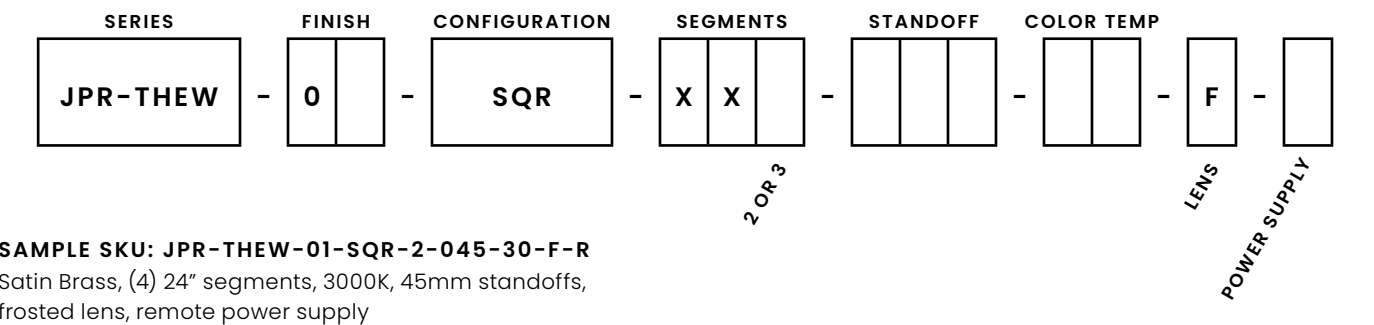 SERIES FINISH CONFIGURATION SEGMENTS STANDOFF COLOR TEMP
JPR-THEW - 0 - SQR - X X - - - F -
2 OR 3 LENS POWER SUPPLY
SAMPLE SKU: JPR-THEW-01-SQR-2-045-30-F-R
Satin Brass, (4) 24” segments, 3000K, 45mm standoffs,
frosted lens, remote power supply